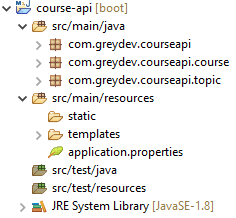 course-api [boot]
src/main/java
com.greydev.courseapi
com.greydev.courseapi.course
com.greydev.courseapi.topic
src/main/resources
static
templates
application.properties
src/test/java
src/test/resources
JRE System Library [JavaSE-1.8]